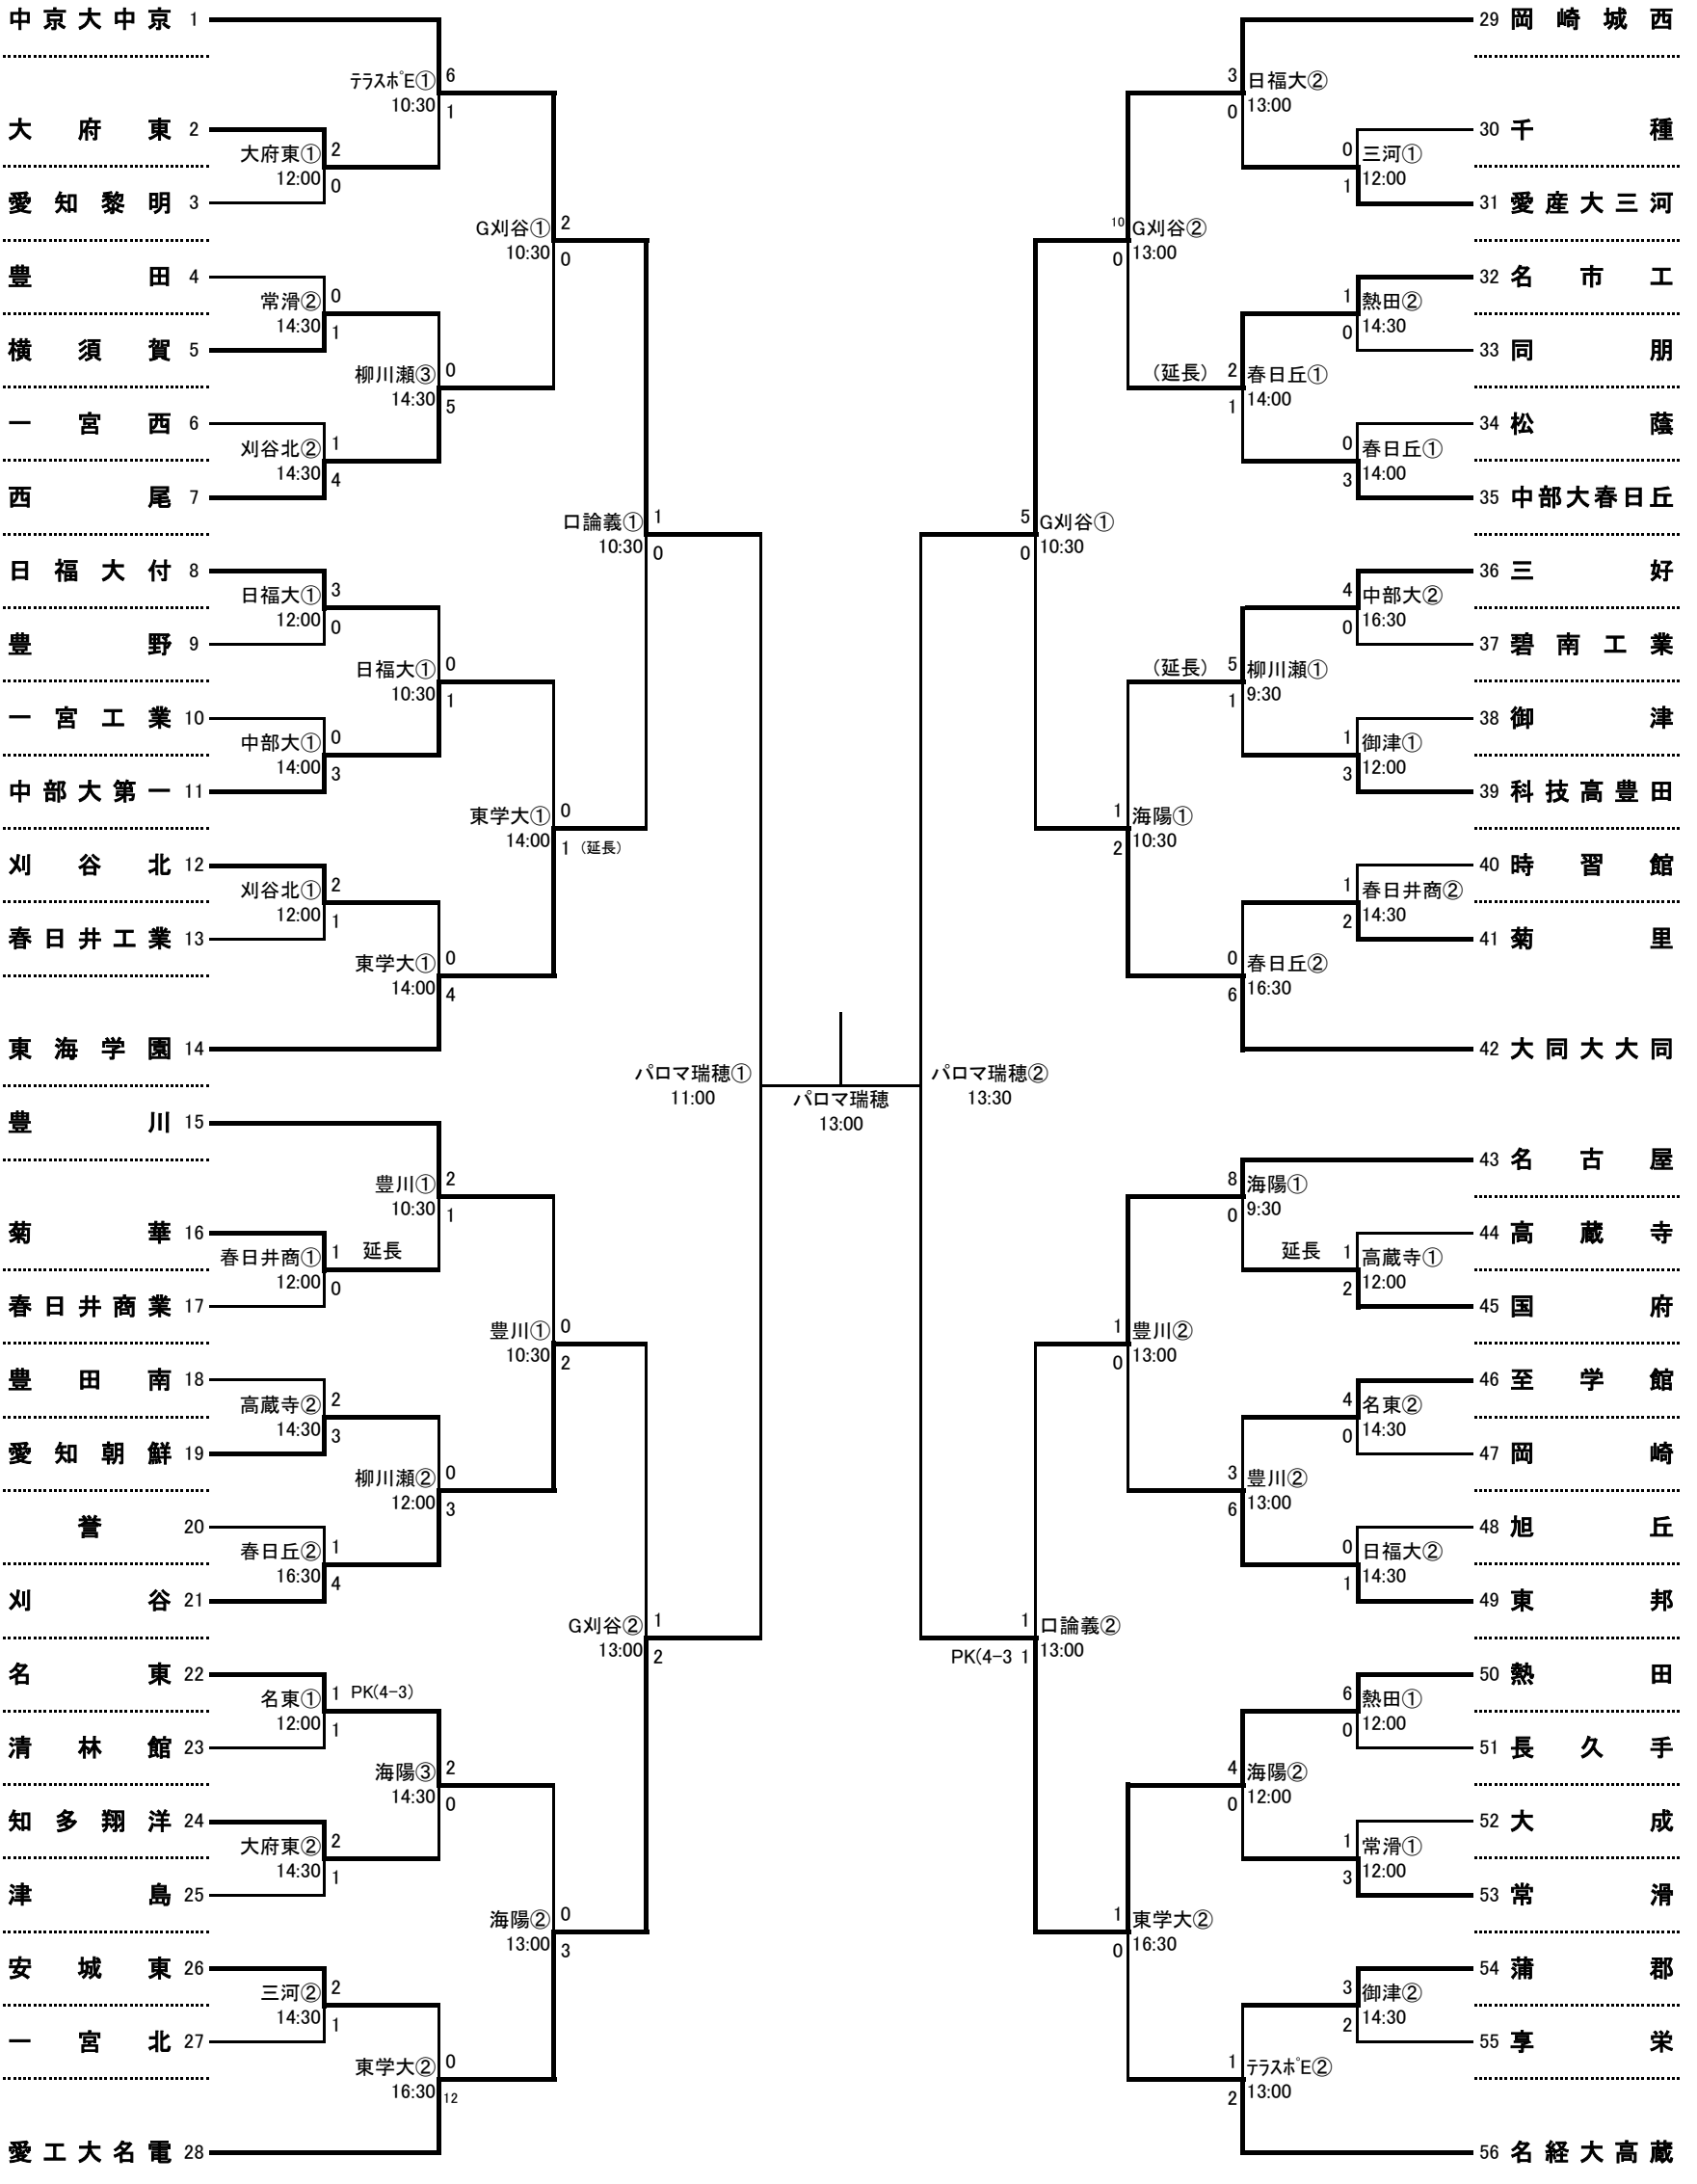 中京大中京 1
テラスポE① 6
10:30 1
大府東 2
大府東① 2
12:00 0
愛知黎明 3
G刈谷① 2
10:30 0
豊田 4
常滑② 0
14:30 1
横須賀 5
柳川瀬③ 0
14:30 5
一宮西 6
刈谷北② 1
14:30 4
西尾 7
口論義① 1
10:30 0
日福大付 8
日福大① 3
12:00 0
豊野 9
日福大① 0
10:30 1
一宮工業 10
中部大① 0
14:00 3
中部大第一 11
東学大① 0
14:00 1 (延長)
刈谷北 12
刈谷北① 2
12:00 1
春日井工業 13
東学大① 0
14:00 4
東海学園 14
パロマ瑞穂①
11:00
豊川 15
豊川① 2
10:30 1
菊華 16
春日井商① 1 延長
12:00 0
春日井商業 17
豊川① 0
10:30 2
豊田南 18
高蔵寺② 2
14:30 3
愛知朝鮮 19
柳川瀬② 0
12:00 3
誉 20
春日丘② 1
16:30 4
刈谷 21
G刈谷② 1
13:00 2
名東 22
名東① 1 PK(4-3)
12:00 1
清林館 23
海陽③ 2
14:30 0
知多翔洋 24
大府東② 2
14:30 1
津島 25
海陽② 0
13:00 3
安城東 26
三河② 2
14:30 1
一宮北 27
東学大② 0
16:30 12
愛工大名電 28
パロマ瑞穂
13:00
29 岡崎城西
3 日福大②
0 13:00
30 千種
0 三河①
1 12:00
31 愛産大三河
10 G刈谷②
0 13:00
32 名市工
1 熱田②
0 14:30
33 同朋
(延長) 2 春日丘①
1 14:00
34 松蔭
0 春日丘①
3 14:00
35 中部大春日丘
5 G刈谷①
0 10:30
36 三好
4 中部大②
0 16:30
37 碧南工業
(延長) 5 柳川瀬①
1 9:30
38 御津
1 御津①
3 12:00
39 科技高豊田
1 海陽①
2 10:30
40 時習館
1 春日井商②
2 14:30
41 菊里
0 春日丘②
6 16:30
42 大同大大同
パロマ瑞穂②
13:30
43 名古屋
8 海陽①
0 9:30
44 高蔵寺
延長 1 高蔵寺①
2 12:00
45 国府
1 豊川②
0 13:00
46 至学館
4 名東②
0 14:30
47 岡崎
3 豊川②
6 13:00
48 旭丘
0 日福大②
1 14:30
49 東邦
1 口論義②
PK(4-3 1 13:00
50 熱田
6 熱田①
0 12:00
51 長久手
4 海陽②
0 12:00
52 大成
1 常滑①
3 12:00
53 常滑
1 東学大②
0 16:30
54 蒲郡
3 御津②
2 14:30
55 享栄
1 テラスポE②
2 13:00
56 名経大高蔵